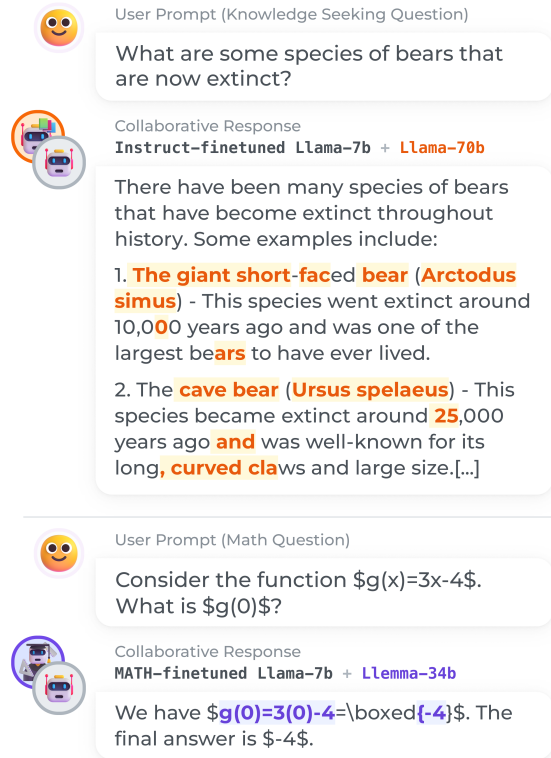 User Prompt (Knowledge Seeking Question)
What are some species of bears that
are now extinct?
Collaborative Response
Instruct-finetuned Llama-7b + Llama-70b
There have been many species of bears
that have become extinct throughout
history. Some examples include:
1. The giant short-faced bear (Arctodus
simus) - This species went extinct around
10,000 years ago and was one of the
largest bears to have ever lived.
2. The cave bear (Ursus spelaeus) - This
species became extinct around 25,000
years ago and was well-known for its
long, curved claws and large size.[...]
User Prompt (Math Question)
Consider the function $g(x)=3x-4$.
What is $g(0)$?
Collaborative Response
MATH-finetuned Llama-7b + Llemma-34b
We have $g(0)=3(0)-4=\boxed{-4}$. The
final answer is $-4$.